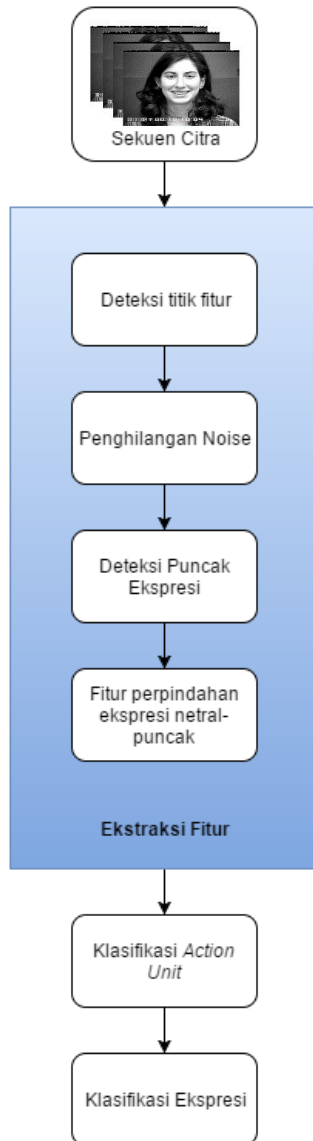 Sekuen Citra
Deteksi titik fitur
Penghilangan Noise
Deteksi Puncak
Ekspresi
Fitur perpindahan
ekspresi netral-
puncak
Ekstraksi Fitur
Klasifikasi Action
Unit
Klasifikasi Ekspresi